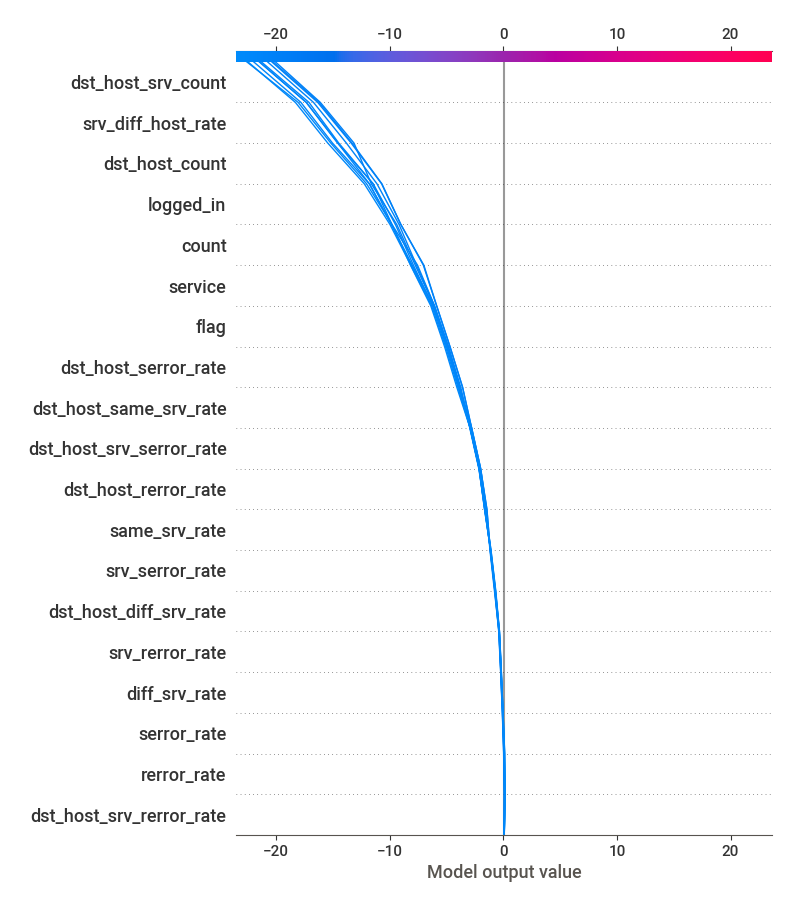 −20 −10 0 10 20
dst_host_srv_count
srv_diff_host_rate
dst_host_count
logged_in
count
service
flag
dst_host_serror_rate
dst_host_same_srv_rate
dst_host_srv_serror_rate
dst_host_rerror_rate
same_srv_rate
srv_serror_rate
dst_host_diff_srv_rate
srv_rerror_rate
diff_srv_rate
serror_rate
rerror_rate
dst_host_srv_rerror_rate
−20 −10 0 10 20
Model output value